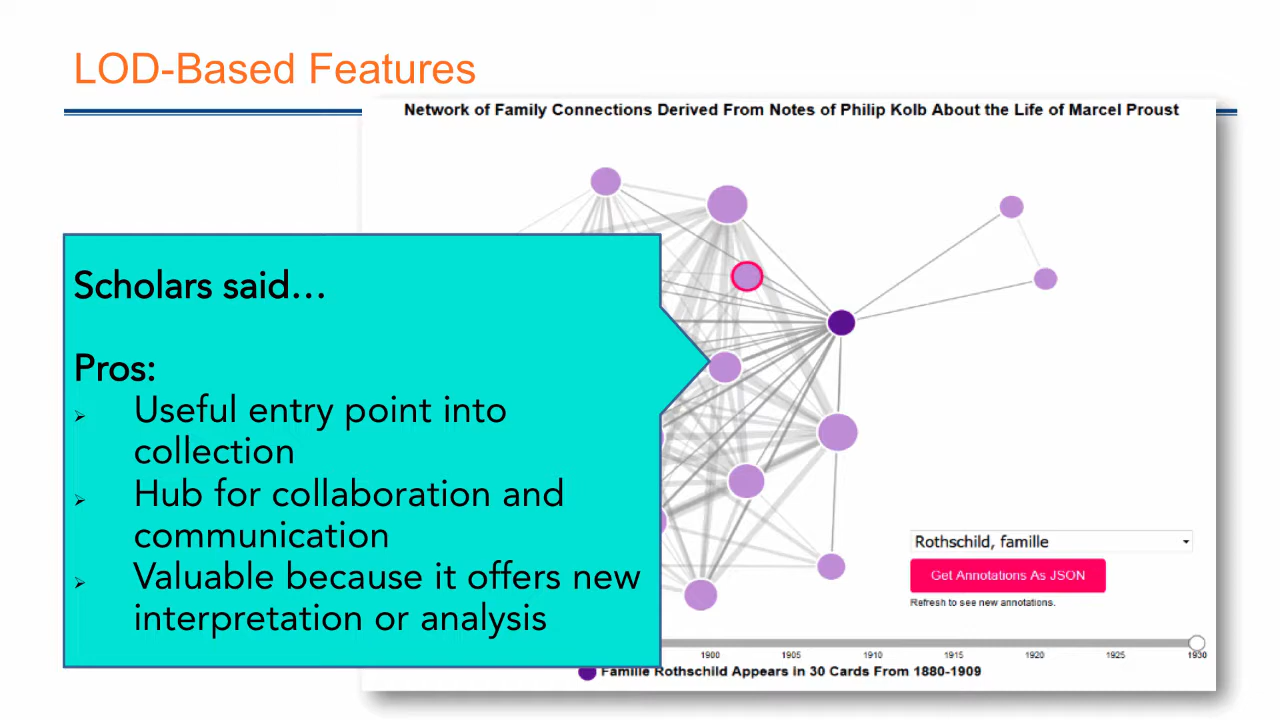 LOD-Based Features
Network of Family Connections Derived From Notes of Philip Kolb About the Life of Marcel Proust
Scholars said…
Pros:
Useful entry point into
collection
Hub for collaboration and
communication
Valuable because it offers new
interpretation or analysis
Rothschild, famille
Get Annotations As JSON
Refresh to see new annotations.
1900 1905 1910 1915 1920 1925 1930
Famille Rothschild Appears in 30 Cards From 1880-1909